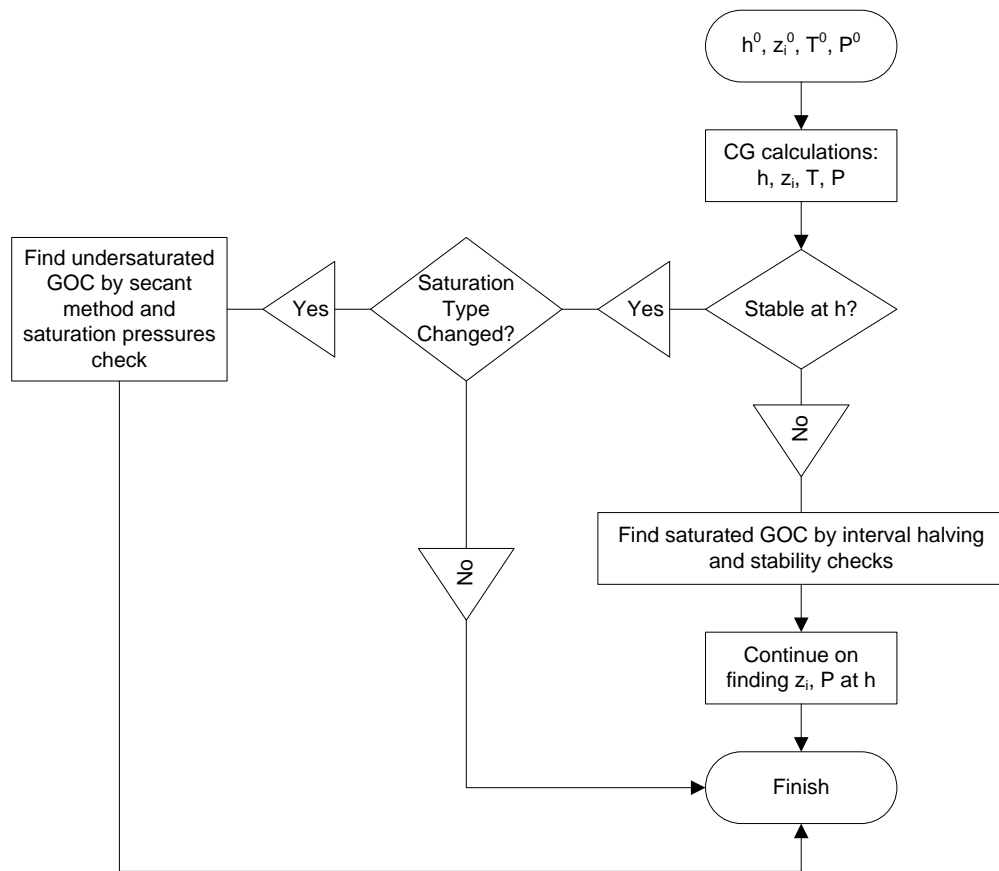 h⁰, zᵢ⁰, T⁰, P⁰
CG calculations:
h, zᵢ, T, P
Stable at h?
Yes
Saturation
Type
Changed?
Yes
Find undersaturated
GOC by secant
method and
saturation pressures
check
No
No
Find saturated GOC by interval halving
and stability checks
Continue on
finding zᵢ, P at h
Finish